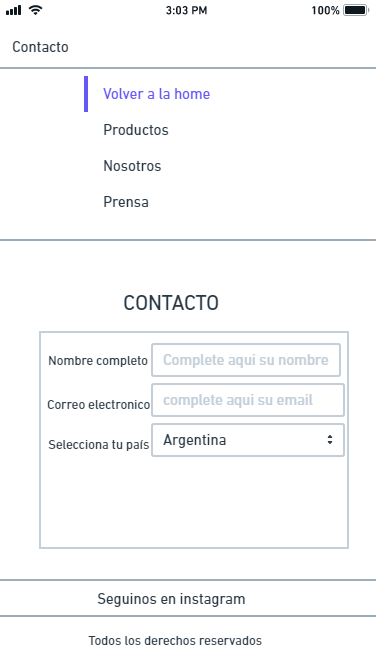 3:03 PM
100%
Contacto
Volver a la home
Productos
Nosotros
Prensa
CONTACTO
Nombre completo Complete aqui su nombre
Correo electronico complete aqui su email
Selecciona tu país Argentina
Seguinos en instagram
Todos los derechos reservados